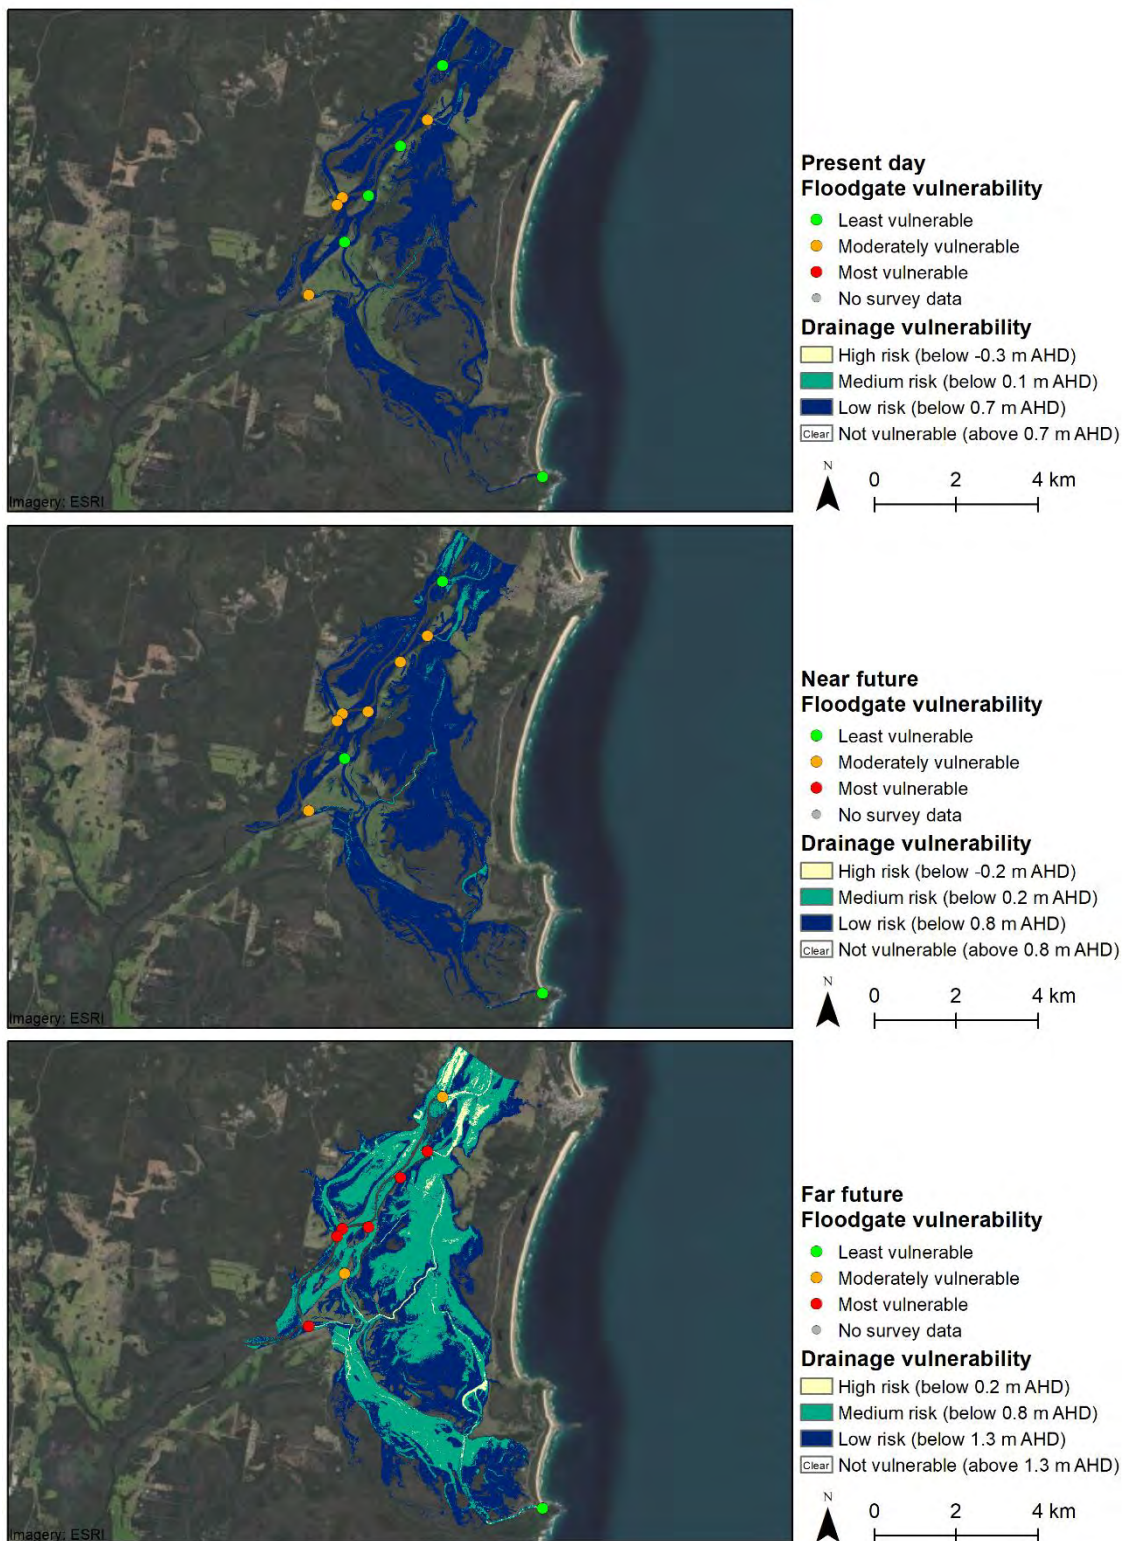 Present day
Floodgate vulnerability
Least vulnerable
Moderately vulnerable
Most vulnerable
No survey data
Drainage vulnerability
High risk (below -0.3 m AHD)
Medium risk (below 0.1 m AHD)
Low risk (below 0.7 m AHD)
Clear Not vulnerable (above 0.7 m AHD)
N
0 2 4 km
Imagery: ESRI
Near future
Floodgate vulnerability
Least vulnerable
Moderately vulnerable
Most vulnerable
No survey data
Drainage vulnerability
High risk (below -0.2 m AHD)
Medium risk (below 0.2 m AHD)
Low risk (below 0.8 m AHD)
Clear Not vulnerable (above 0.8 m AHD)
N
0 2 4 km
Imagery: ESRI
Far future
Floodgate vulnerability
Least vulnerable
Moderately vulnerable
Most vulnerable
No survey data
Drainage vulnerability
High risk (below 0.2 m AHD)
Medium risk (below 0.8 m AHD)
Low risk (below 1.3 m AHD)
Clear Not vulnerable (above 1.3 m AHD)
N
0 2 4 km
Imagery: ESRI